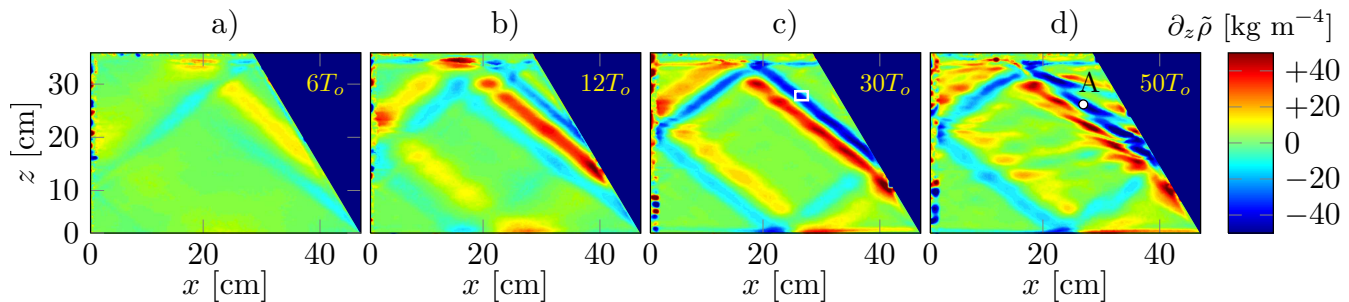 a) b) c) d) ∂zρ̃ [kg m⁻⁴]
6Tₒ 12Tₒ 30Tₒ 50Tₒ
A
z [cm]
30
20
10
0
0 20 40
0 20 40
0 20 40
0 20 40
x [cm] x [cm] x [cm] x [cm]
+40
+20
0
−20
−40